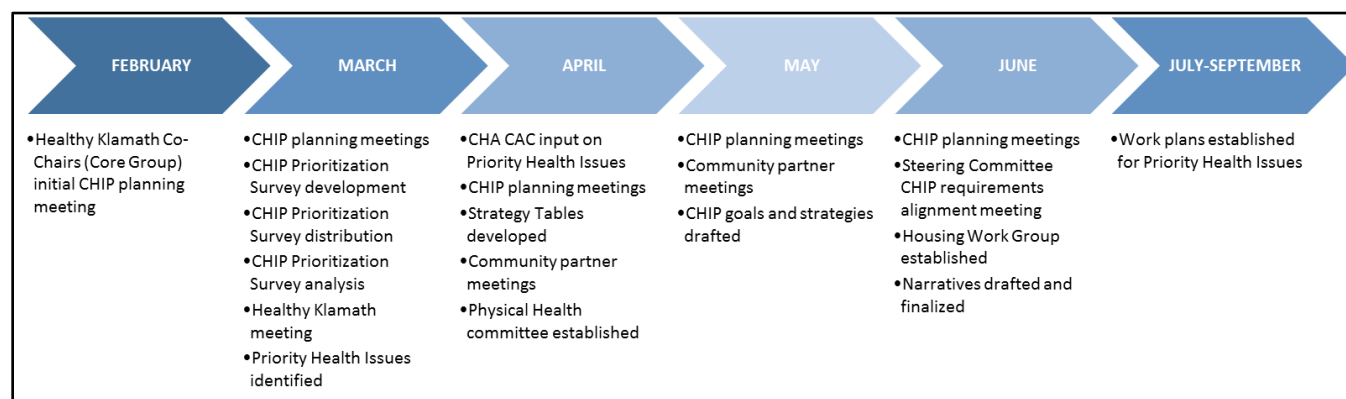 FEBRUARY
•Healthy Klamath Co-
Chairs (Core Group)
initial CHIP planning
meeting
MARCH
•CHIP planning meetings
•CHIP Prioritization
Survey development
•CHIP Prioritization
Survey distribution
•CHIP Prioritization
Survey analysis
•Healthy Klamath
meeting
•Priority Health Issues
identified
APRIL
•CHA CAC input on
Priority Health Issues
•CHIP planning meetings
•Strategy Tables
developed
•Community partner
meetings
•Physical Health
committee established
MAY
•CHIP planning meetings
•Community partner
meetings
•CHIP goals and strategies
drafted
JUNE
•CHIP planning meetings
•Steering Committee
CHIP requirements
alignment meeting
•Housing Work Group
established
•Narratives drafted and
finalized
JULY-SEPTEMBER
•Work plans established
for Priority Health Issues